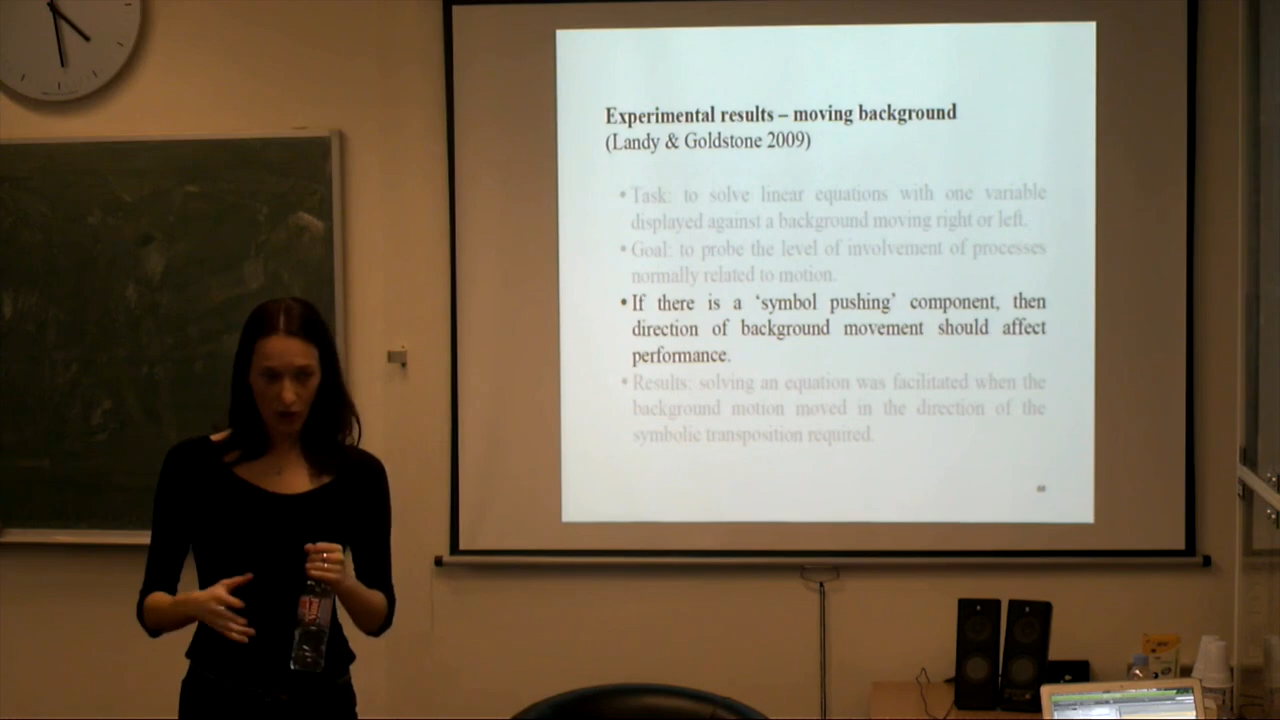 Experimental results – moving background
(Landy & Goldstone 2009)
• Task: to solve linear equations with one variable
displayed against a background moving right or left.
• Goal: to probe the level of involvement of processes
normally related to motion.
• If there is a ‘symbol pushing’ component, then
direction of background movement should affect
performance.
• Results: solving an equation was facilitated when the
background motion moved in the direction of the
symbolic transposition required.